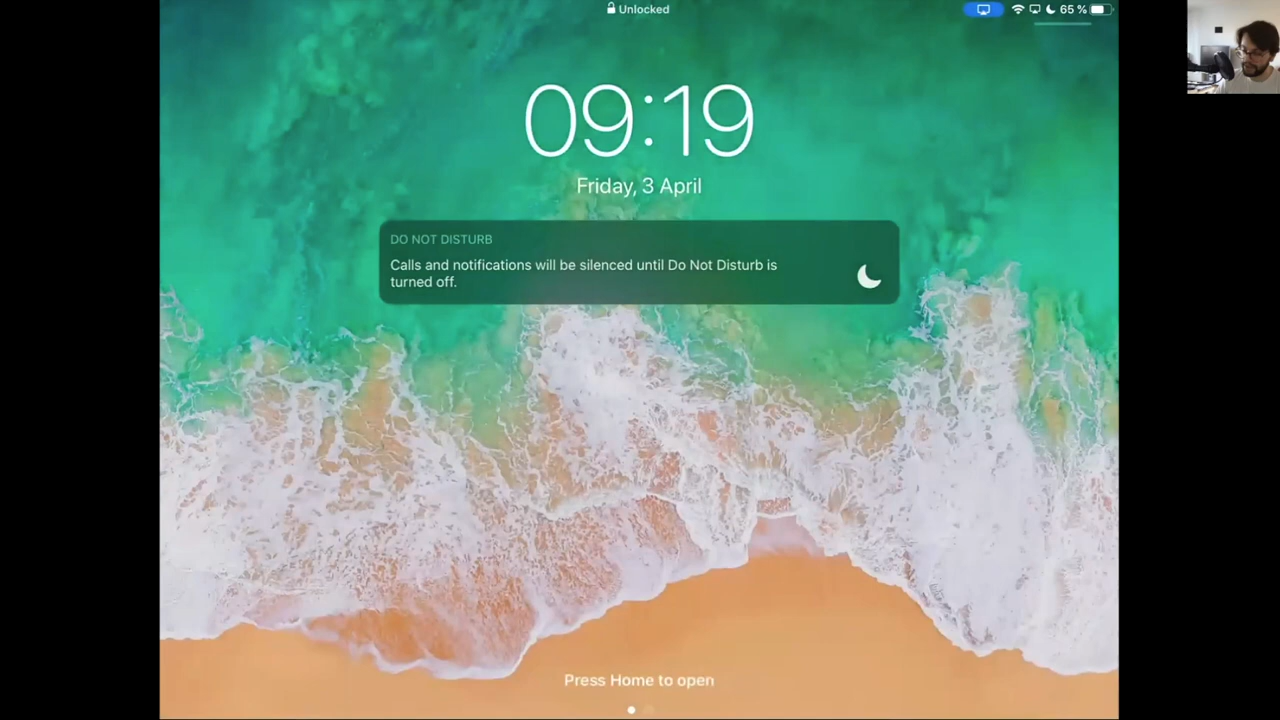 Unlocked
65 %
09:19
Friday, 3 April
DO NOT DISTURB
Calls and notifications will be silenced until Do Not Disturb is
turned off.
Press Home to open